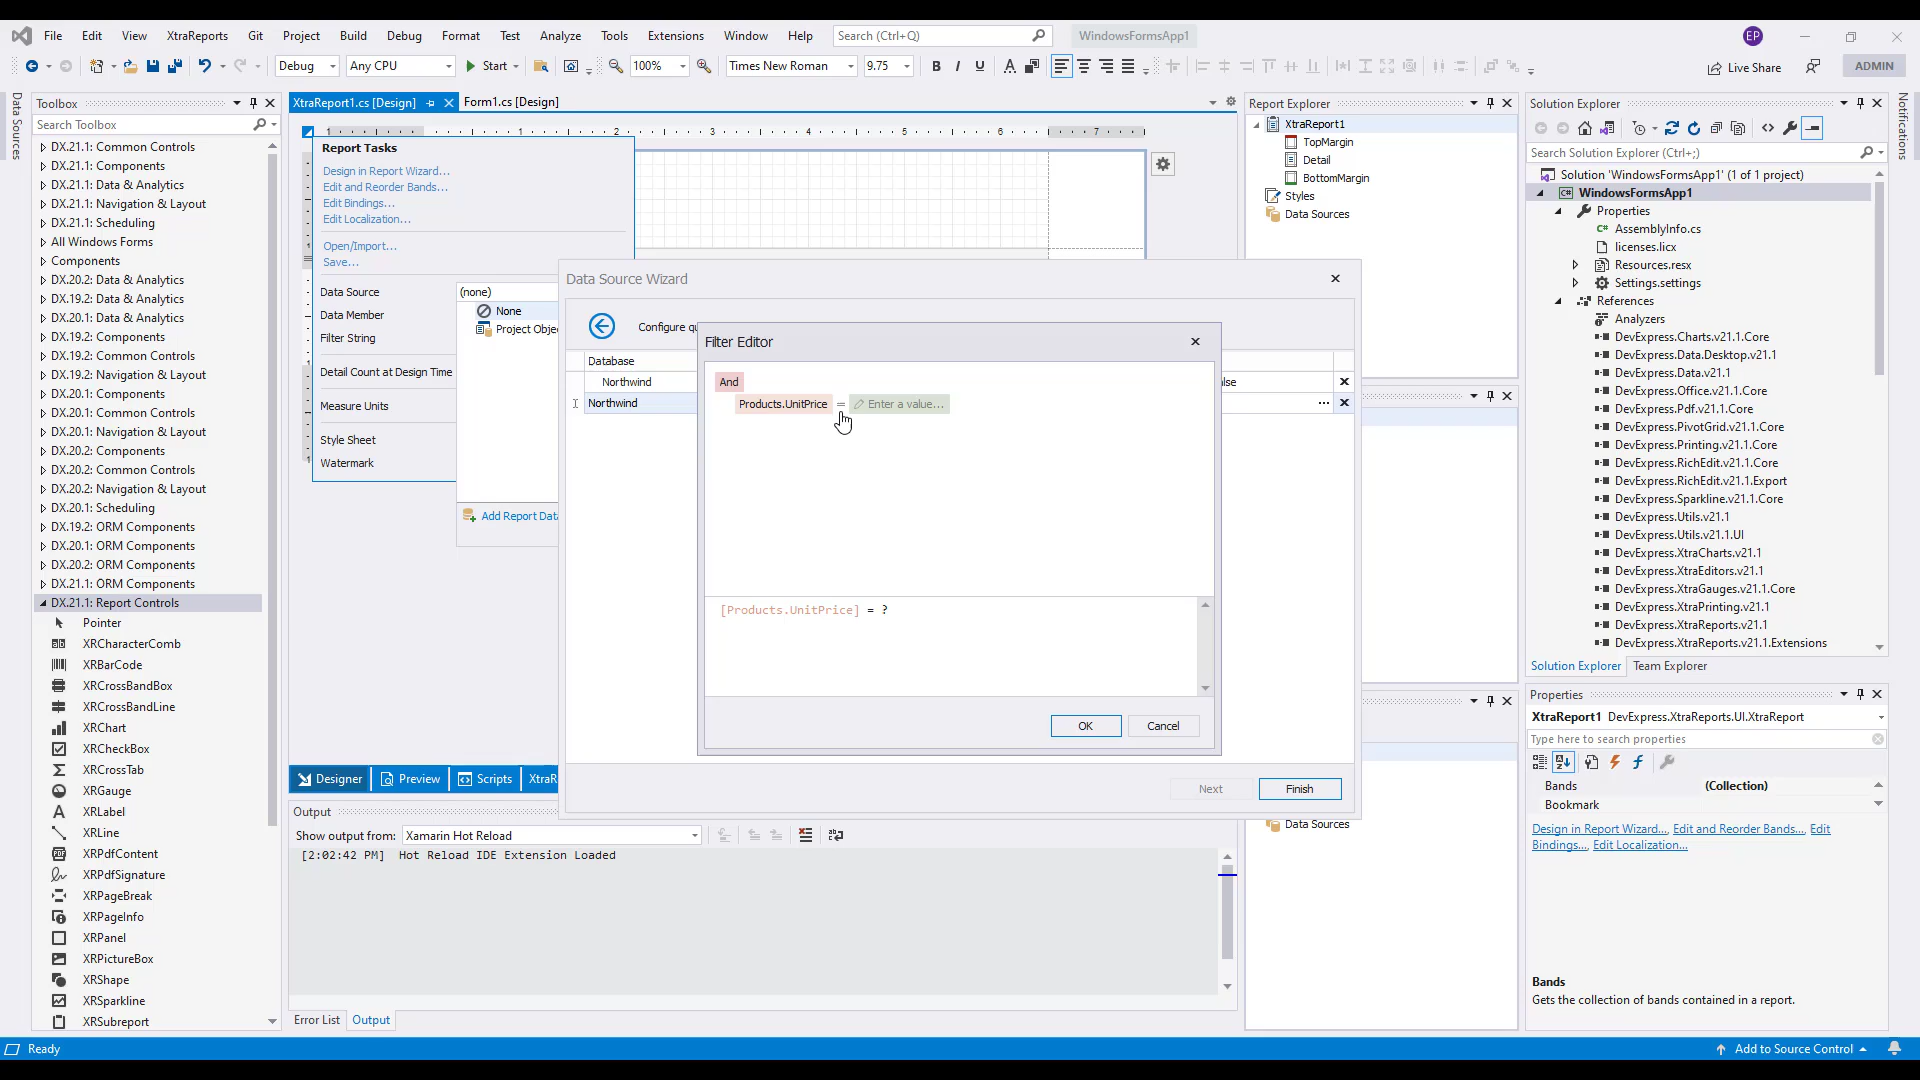 File Edit View XtraReports Git Project Build Debug Format Test Analyze Tools Extensions Window Help Search (Ctrl+Q) WindowsFormsApp1 EP
Debug Any CPU Start 100% Times New Roman 9.75 B I U Live Share ADMIN
Data Sources
Toolbox
Search Toolbox
DX.21.1: Common Controls
DX.21.1: Components
DX.21.1: Data & Analytics
DX.21.1: Navigation & Layout
DX.21.1: Scheduling
All Windows Forms
Components
DX.20.2: Data & Analytics
DX.19.2: Data & Analytics
DX.20.1: Data & Analytics
DX.19.2: Components
DX.19.2: Common Controls
DX.19.2: Navigation & Layout
DX.20.1: Components
DX.20.1: Common Controls
DX.20.1: Navigation & Layout
DX.20.2: Components
DX.20.2: Common Controls
DX.20.2: Navigation & Layout
DX.20.1: Scheduling
DX.19.2: ORM Components
DX.20.1: ORM Components
DX.20.2: ORM Components
DX.21.1: ORM Components
DX.21.1: Report Controls
Pointer
XRCharacterComb
XRBarCode
XRCrossBandBox
XRCrossBandLine
XRChart
XRCheckBox
XRCrossTab
XRGauge
XRLabel
XRLine
XRPdfContent
XRPdfSignature
XRPageBreak
XRPageInfo
XRPanel
XRPictureBox
XRShape
XRSparkline
XRSubreport
XtraReport1.cs [Design] Form1.cs [Design]
1 1 2 3 4 5 6 7
Report Tasks
Design in Report Wizard...
Edit and Reorder Bands...
Edit Bindings...
Edit Localization...
Open/Import...
Save...
Data Source (none)
None
Data Member
Project Objec
Filter String
Detail Count at Design Time
Measure Units
Style Sheet
Watermark
Add Report Data
Data Source Wizard
Configure qu
Database
Northwind lse
Northwind
Filter Editor
And
Products.UnitPrice = Enter a value...
[Products.UnitPrice] = ?
OK Cancel
Next Finish
Designer Preview Scripts XtraR
Output
Show output from: Xamarin Hot Reload
[2:02:42 PM] Hot Reload IDE Extension Loaded
Error List Output
Report Explorer
XtraReport1
TopMargin
Detail
BottomMargin
Styles
Data Sources
Data Sources
Solution Explorer
Search Solution Explorer (Ctrl+;)
Solution 'WindowsFormsApp1' (1 of 1 project)
WindowsFormsApp1
Properties
AssemblyInfo.cs
licenses.licx
Resources.resx
Settings.settings
References
Analyzers
DevExpress.Charts.v21.1.Core
DevExpress.Data.Desktop.v21.1
DevExpress.Data.v21.1
DevExpress.Office.v21.1.Core
DevExpress.Pdf.v21.1.Core
DevExpress.PivotGrid.v21.1.Core
DevExpress.Printing.v21.1.Core
DevExpress.RichEdit.v21.1.Core
DevExpress.RichEdit.v21.1.Export
DevExpress.Sparkline.v21.1.Core
DevExpress.Utils.v21.1
DevExpress.Utils.v21.1.UI
DevExpress.XtraCharts.v21.1
DevExpress.XtraEditors.v21.1
DevExpress.XtraGauges.v21.1.Core
DevExpress.XtraPrinting.v21.1
DevExpress.XtraReports.v21.1
DevExpress.XtraReports.v21.1.Extensions
Solution Explorer Team Explorer
Properties
XtraReport1 DevExpress.XtraReports.UI.XtraReport
Type here to search properties
Bands (Collection)
Bookmark
Design in Report Wizard..., Edit and Reorder Bands..., Edit
Bindings..., Edit Localization...
Bands
Gets the collection of bands contained in a report.
Notifications
Ready Add to Source Control